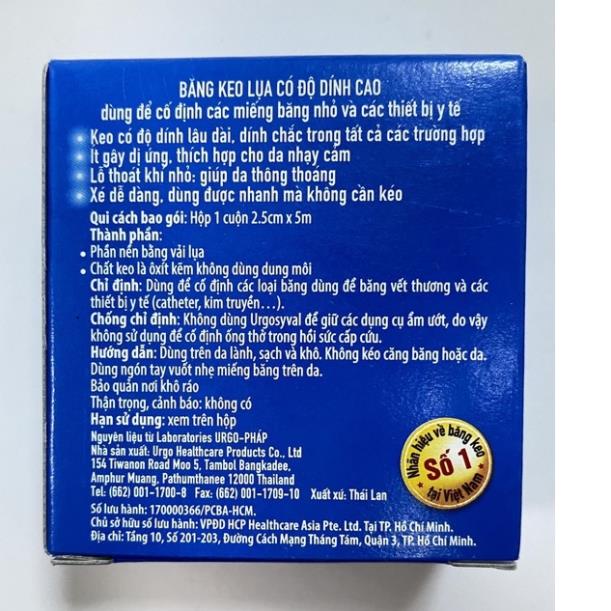 BĂNG KEO LỤA CÓ ĐỘ DÍNH CAO
dùng để cố định các miếng băng nhỏ và các thiết bị y tế
Keo có độ dính lâu dài, dính chắc trong tất cả các trường hợp
Ít gây dị ứng, thích hợp cho da nhạy cảm
Lỗ thoát khí nhỏ: giúp da thông thoáng
Xé dễ dàng, dùng được nhanh mà không cần kéo
Qui cách bao gói: Hộp 1 cuộn 2.5cm x 5m
Thành phần:
• Phần nền bằng vải lụa
• Chất keo là ôxít kẽm không dùng dung môi
Chỉ định: Dùng để cố định các loại băng dùng để băng vết thương và các
thiết bị y tế (catheter, kim truyền…).
Chống chỉ định: Không dùng Urgosyval để giữ các dụng cụ ẩm ướt, do vậy
không sử dụng để cố định ống thở trong hồi sức cấp cứu.
Hướng dẫn: Dùng trên da lành, sạch và khô. Không kéo căng băng hoặc da.
Dùng ngón tay vuốt nhẹ miếng băng trên da.
Bảo quản nơi khô ráo
Thận trọng, cảnh báo: không có
Hạn sử dụng: xem trên hộp
Nguyên liệu từ Laboratories URGO-PHÁP
Nhà sản xuất: Urgo Healthcare Products Co., Ltd
154 Tiwanon Road Moo 5, Tambol Bangkadee,
Amphur Muang, Pathumthanee 12000 Thailand
Tel: (662) 001-1700-8 Fax: (662) 001-1709-10 Xuất xứ: Thái Lan
Số lưu hành: 170000366/PCBA-HCM.
Chủ sở hữu số lưu hành: VPĐD HCP Healthcare Asia Pte. Ltd. Tại TP. Hồ Chí Minh.
Địa chỉ: Tầng 10, Số 201-203, Đường Cách Mạng Tháng Tám, Quận 3, TP. Hồ Chí Minh.
Nhãn hiệu về băng keo
Số 1
tại Việt Nam